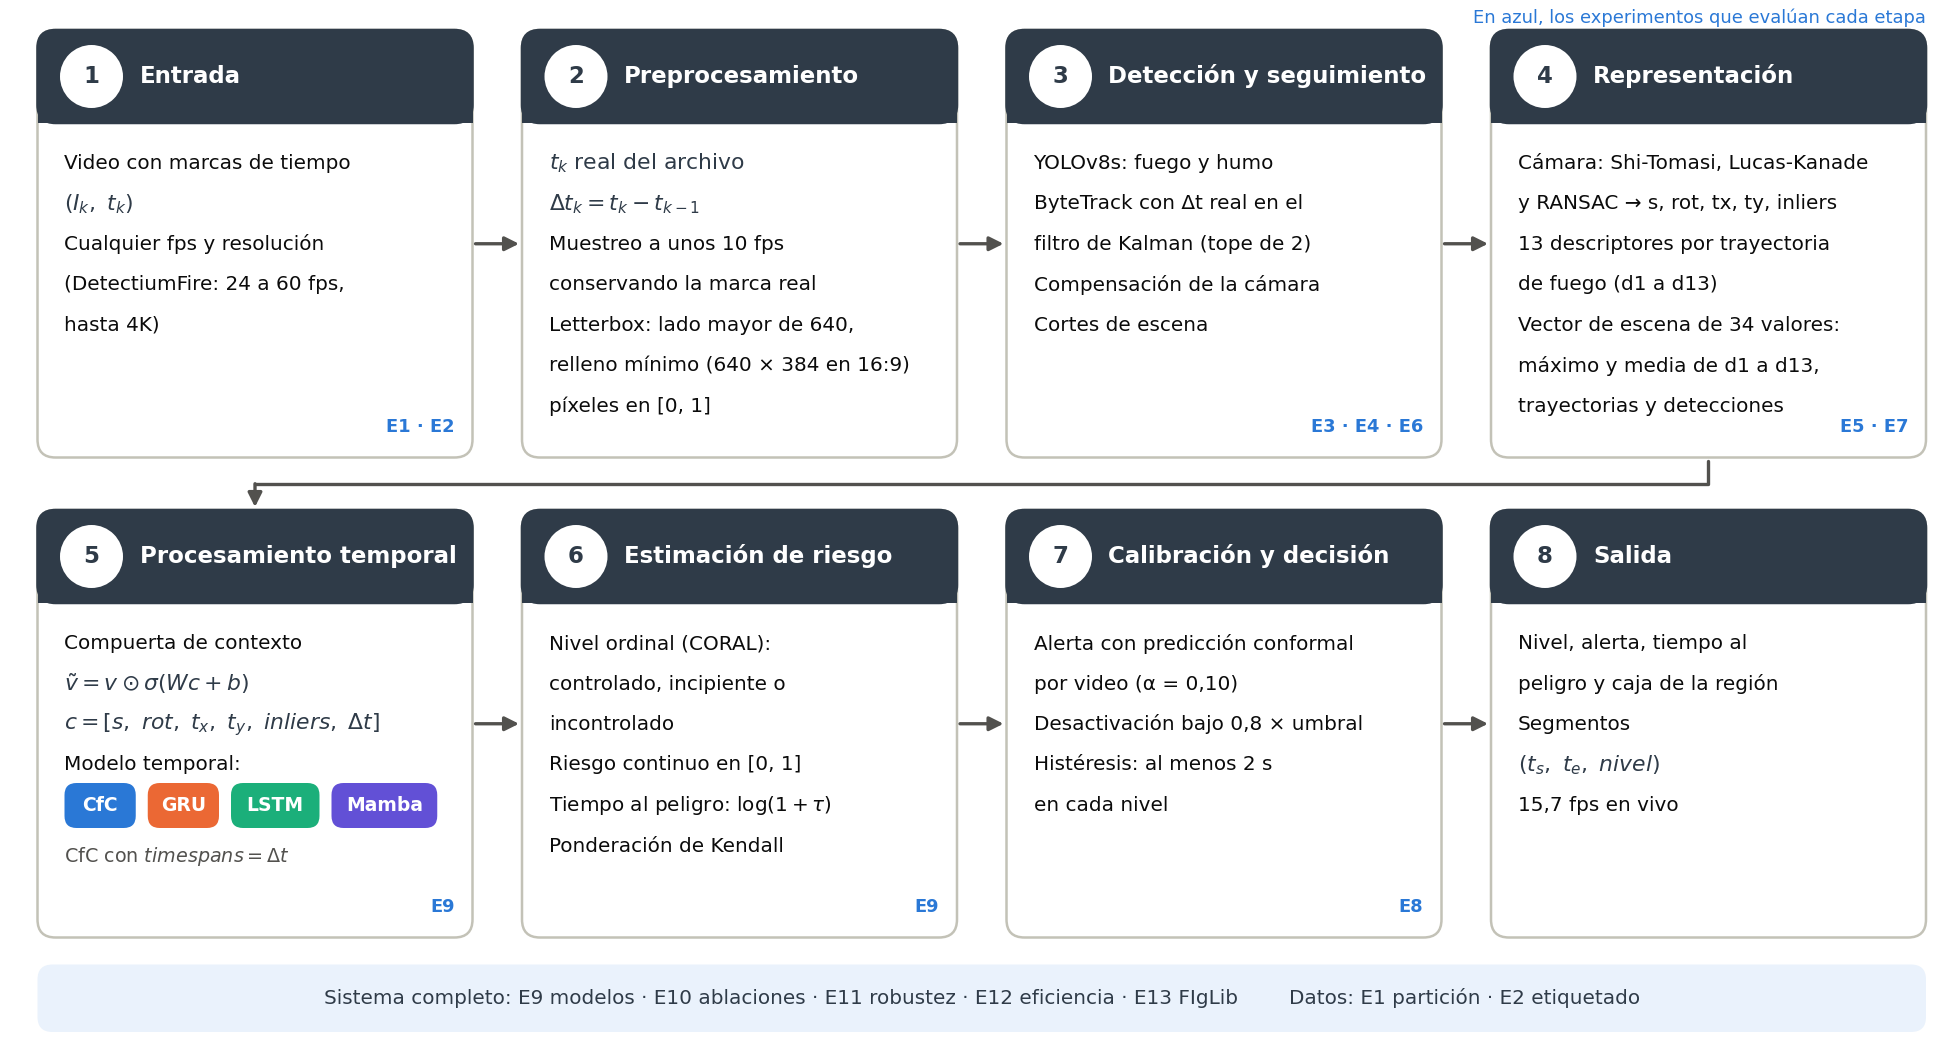 En azul, los experimentos que evalúan cada etapa
1 Entrada
Video con marcas de tiempo
(I_k, t_k)
Cualquier fps y resolución
(DetectiumFire: 24 a 60 fps,
hasta 4K)
E1 · E2
2 Preprocesamiento
t_k real del archivo
Δt_k = t_k − t_{k−1}
Muestreo a unos 10 fps
conservando la marca real
Letterbox: lado mayor de 640,
relleno mínimo (640 × 384 en 16:9)
píxeles en [0, 1]
3 Detección y seguimiento
YOLOv8s: fuego y humo
ByteTrack con Δt real en el
filtro de Kalman (tope de 2)
Compensación de la cámara
Cortes de escena
E3 · E4 · E6
4 Representación
Cámara: Shi-Tomasi, Lucas-Kanade
y RANSAC → s, rot, tx, ty, inliers
13 descriptores por trayectoria
de fuego (d1 a d13)
Vector de escena de 34 valores:
máximo y media de d1 a d13,
trayectorias y detecciones
E5 · E7
5 Procesamiento temporal
Compuerta de contexto
ṽ = v ⊙ σ(Wc + b)
c = [s, rot, t_x, t_y, inliers, Δt]
Modelo temporal:
CfC GRU LSTM Mamba
CfC con timespans = Δt
E9
6 Estimación de riesgo
Nivel ordinal (CORAL):
controlado, incipiente o
incontrolado
Riesgo continuo en [0, 1]
Tiempo al peligro: log(1 + τ)
Ponderación de Kendall
E9
7 Calibración y decisión
Alerta con predicción conformal
por video (α = 0,10)
Desactivación bajo 0,8 × umbral
Histéresis: al menos 2 s
en cada nivel
E8
8 Salida
Nivel, alerta, tiempo al
peligro y caja de la región
Segmentos
(t_s, t_e, nivel)
15,7 fps en vivo
Sistema completo: E9 modelos · E10 ablaciones · E11 robustez · E12 eficiencia · E13 FIgLib Datos: E1 partición · E2 etiquetado